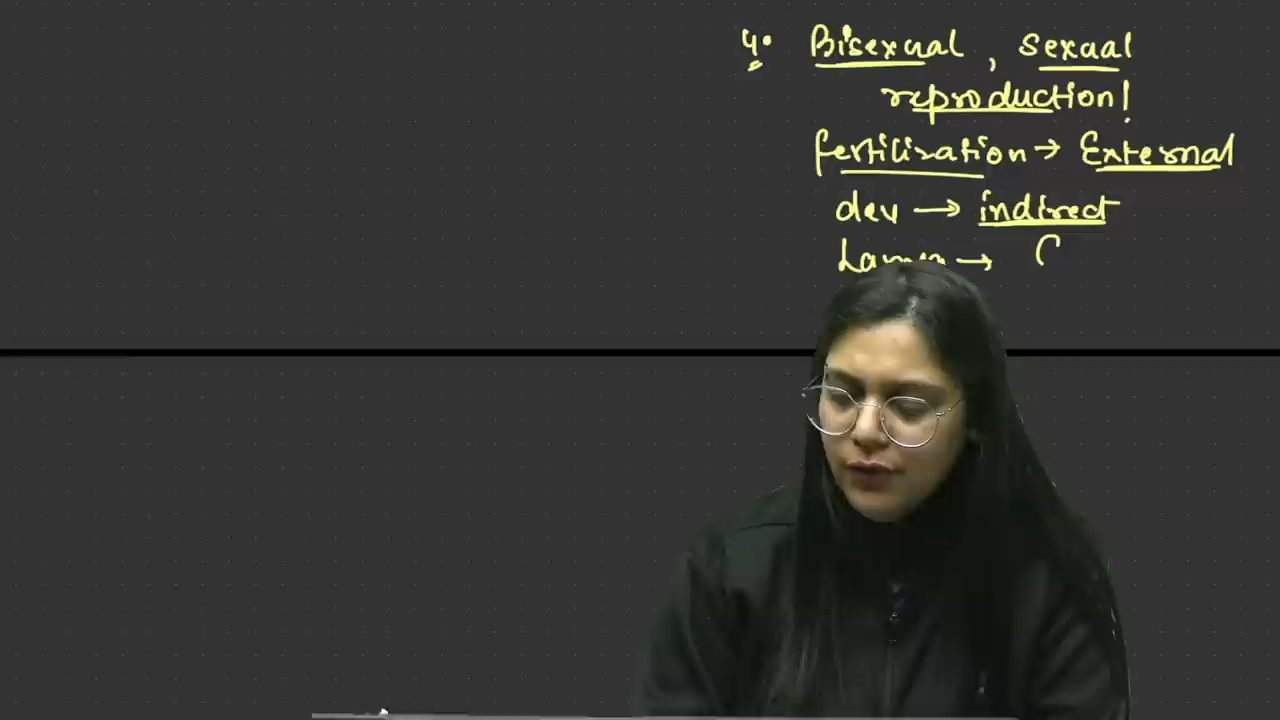 4. Bisexual, Sexual
reproduction!
fertilization → External
dev → indirect
→ C